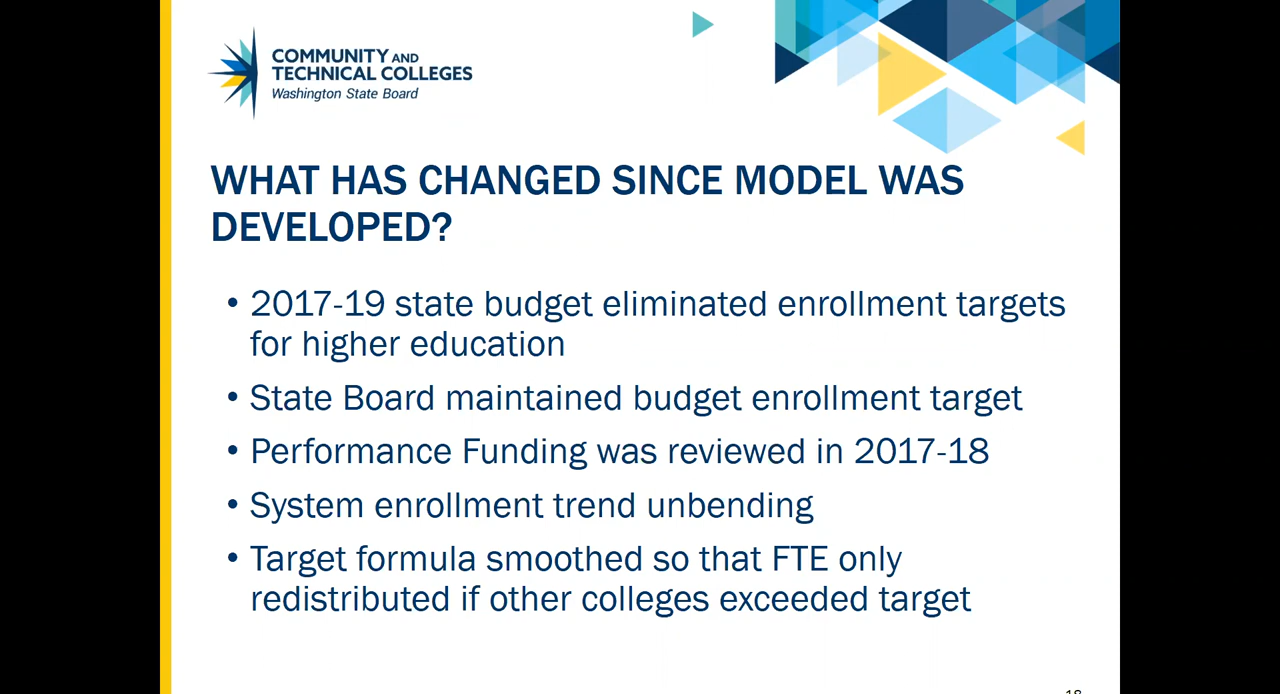 COMMUNITY AND
TECHNICAL COLLEGES
Washington State Board
WHAT HAS CHANGED SINCE MODEL WAS
DEVELOPED?
• 2017-19 state budget eliminated enrollment targets
for higher education
• State Board maintained budget enrollment target
• Performance Funding was reviewed in 2017-18
• System enrollment trend unbending
• Target formula smoothed so that FTE only
redistributed if other colleges exceeded target